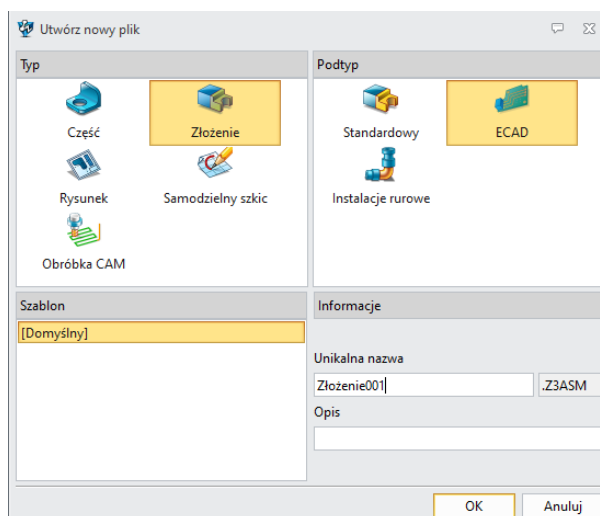 Utwórz nowy plik
Typ
Część
Złożenie
Rysunek
Samodzielny szkic
Obróbka CAM
Podtyp
Standardowy
ECAD
Instalacje rurowe
Szablon
[Domyślny]
Informacje
Unikalna nazwa
Złożenie001
.Z3ASM
Opis
OK
Anuluj